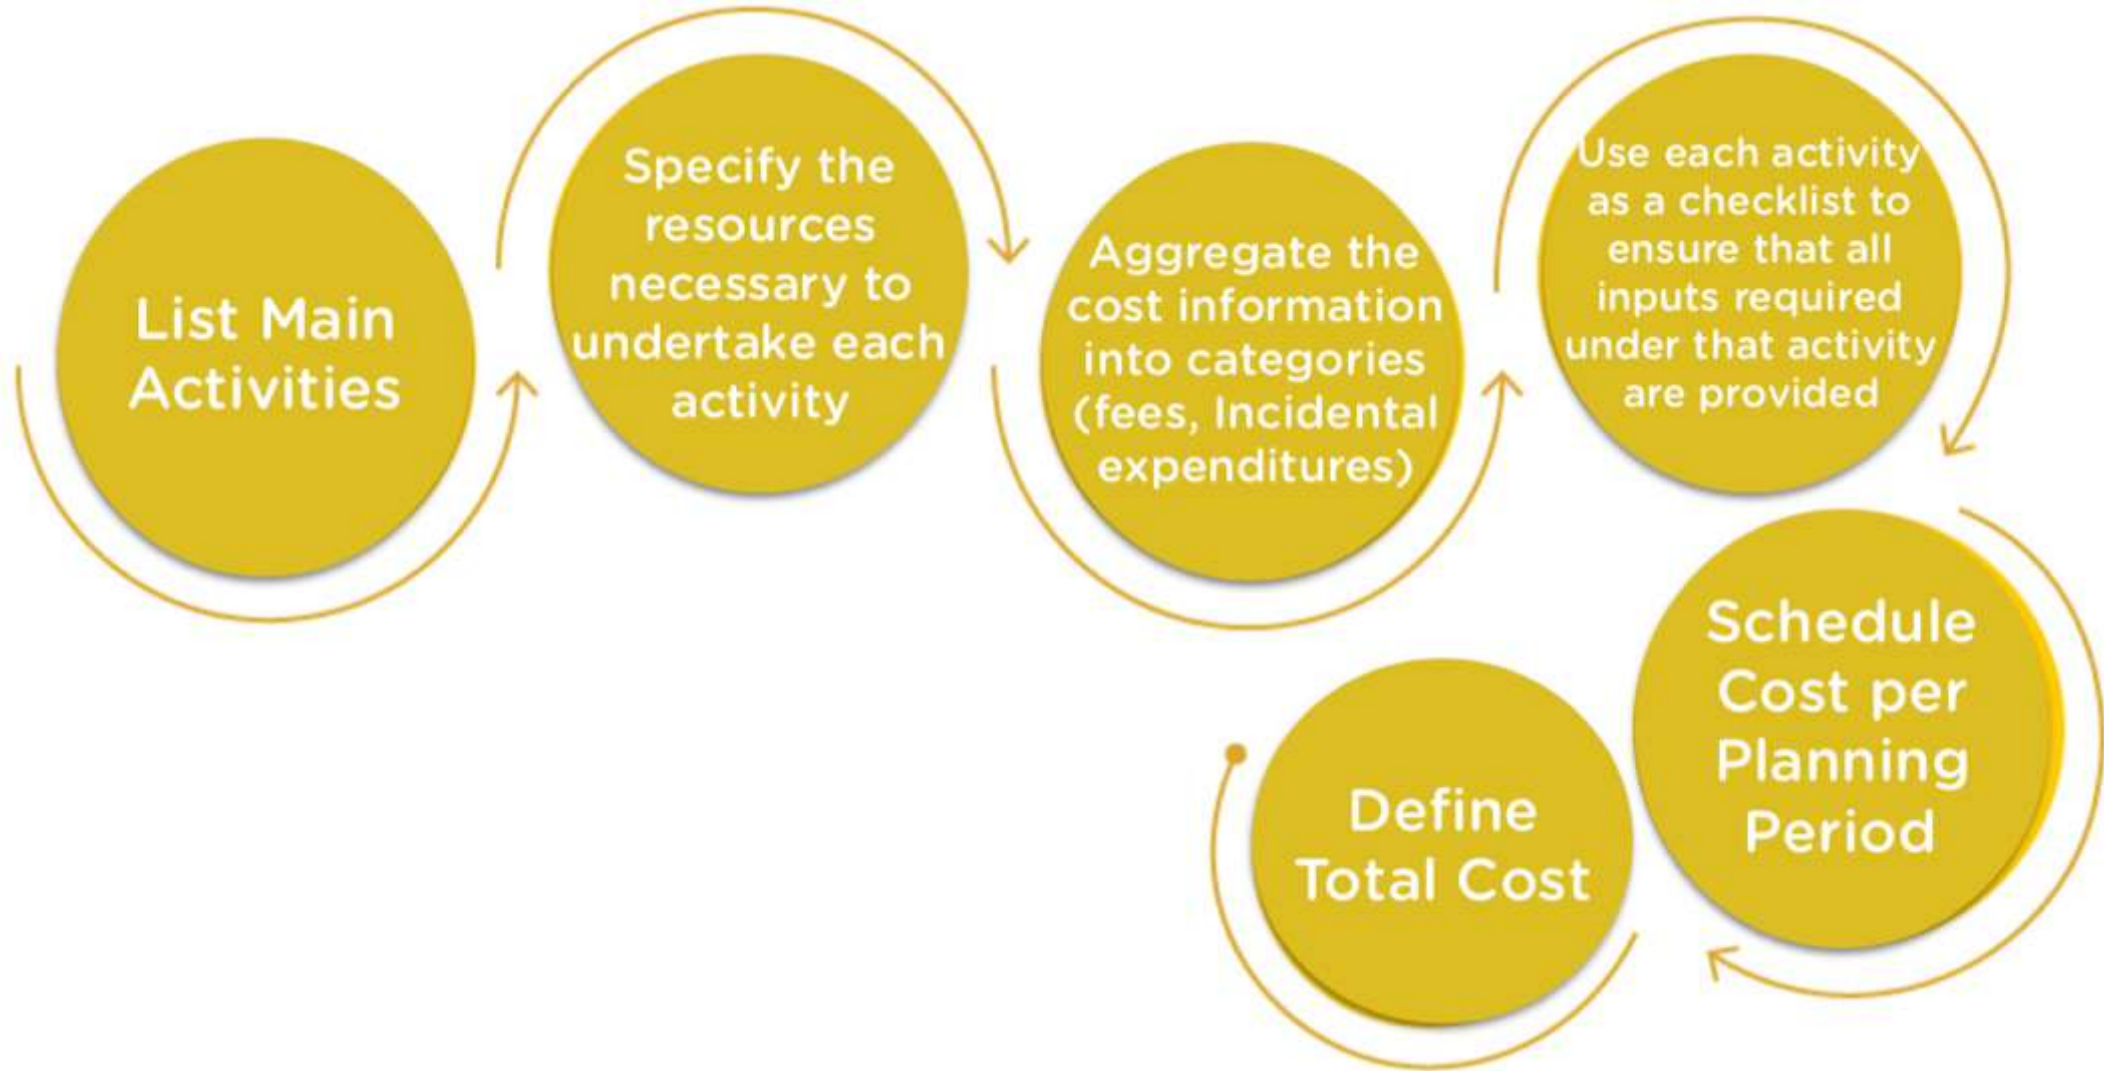 List Main
Activities
Specify the
resources
necessary to
undertake each
activity
Aggregate the
cost information
into categories
(fees, Incidental
expenditures)
Use each activity
as a checklist to
ensure that all
inputs required
under that activity
are provided
Schedule
Cost per
Planning
Period
Define
Total Cost